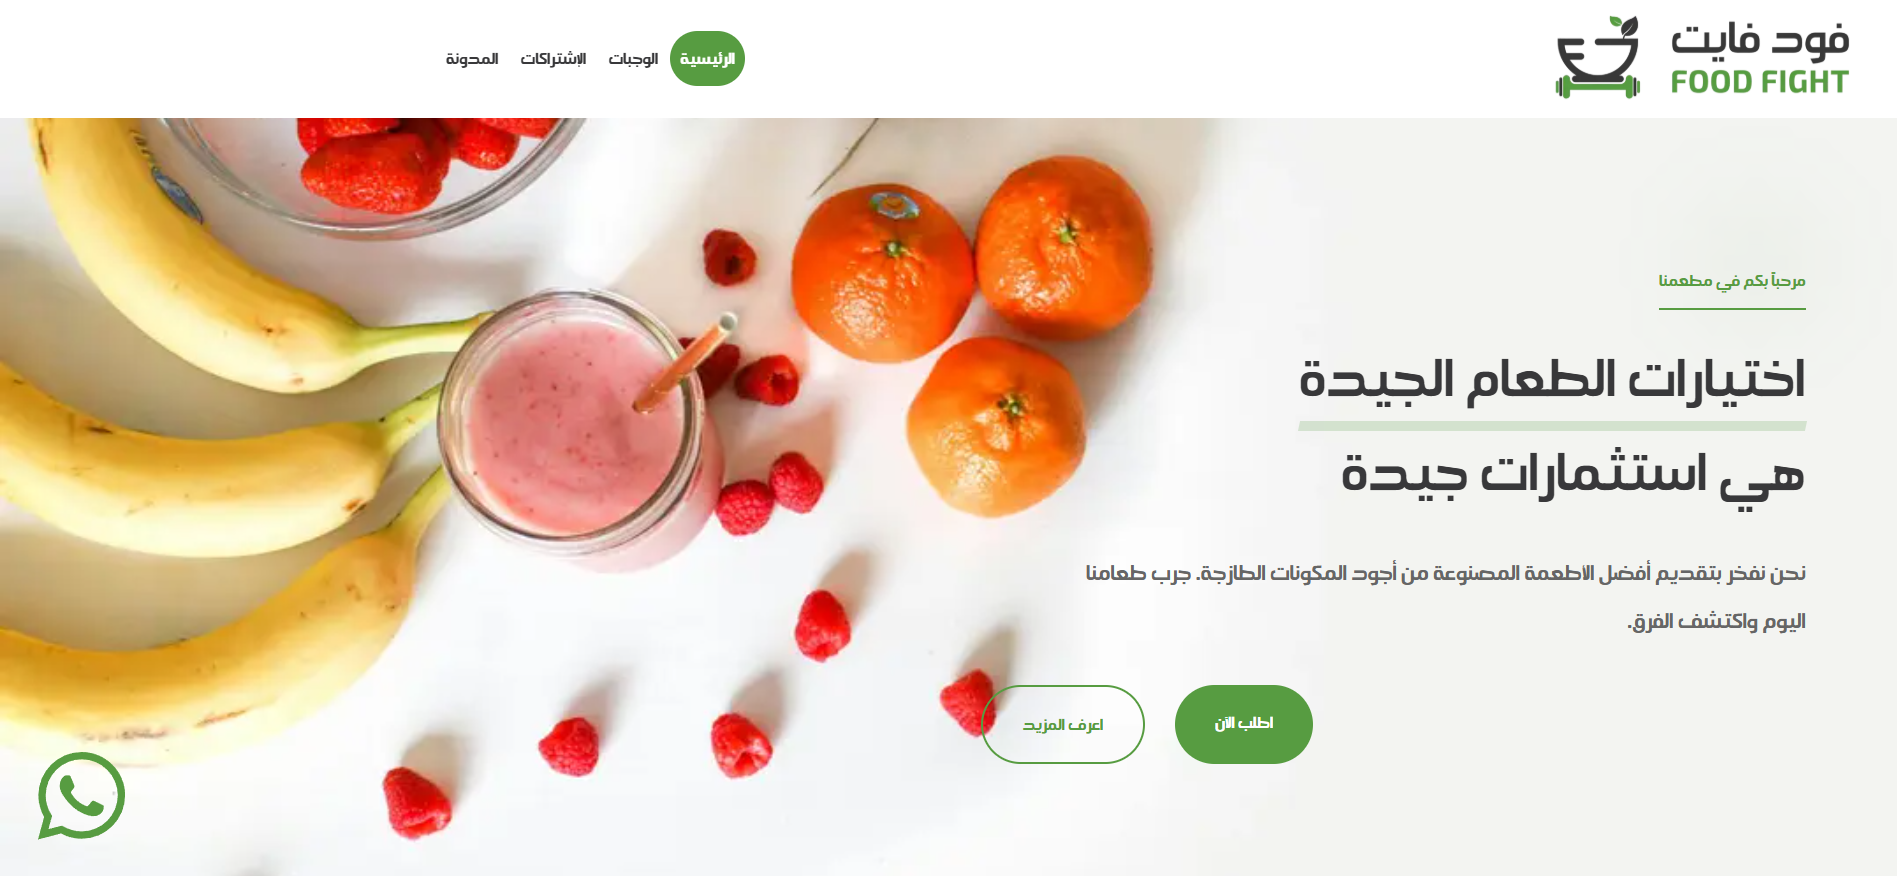 فود فايت
FOOD FIGHT
الرئيسية الوجبات الإشتراكات المدونة
مرحباً بكم في مطعمنا
اختيارات الطعام الجيدة
هي استثمارات جيدة
نحن نفخر بتقديم أفضل الأطعمة المصنوعة من أجود المكونات الطازجة. جرب طعامنا
اليوم واكتشف الفرق.
اطلب الآن اعرف المزيد